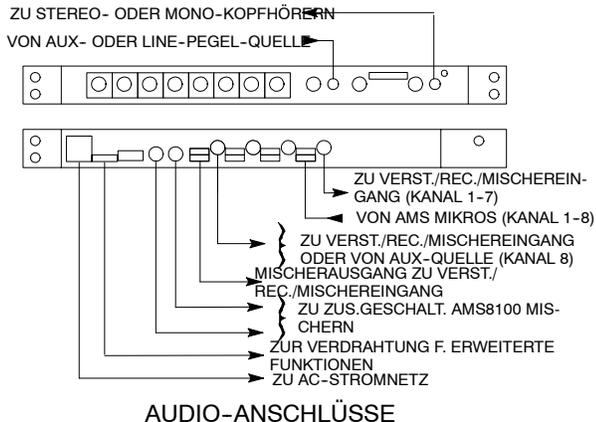 ZU STEREO- ODER MONO-KOPFHÖRERN
VON AUX- ODER LINE-PEGEL-QUELLE
ZU VERST./REC./MISCHEREIN-
GANG (KANAL 1-7)
VON AMS MIKROS (KANAL 1-8)
ZU VERST./REC./MISCHEREINGANG
ODER VON AUX-QUELLE (KANAL 8)
MISCHERAUSGANG ZU VERST./
REC./MISCHEREINGANG
ZU ZUS.GESCHALT. AMS8100 MIS-
CHERN
ZUR VERDRAHTUNG F. ERWEITERTE
FUNKTIONEN
ZU AC-STROMNETZ
AUDIO-ANSCHLÜSSE